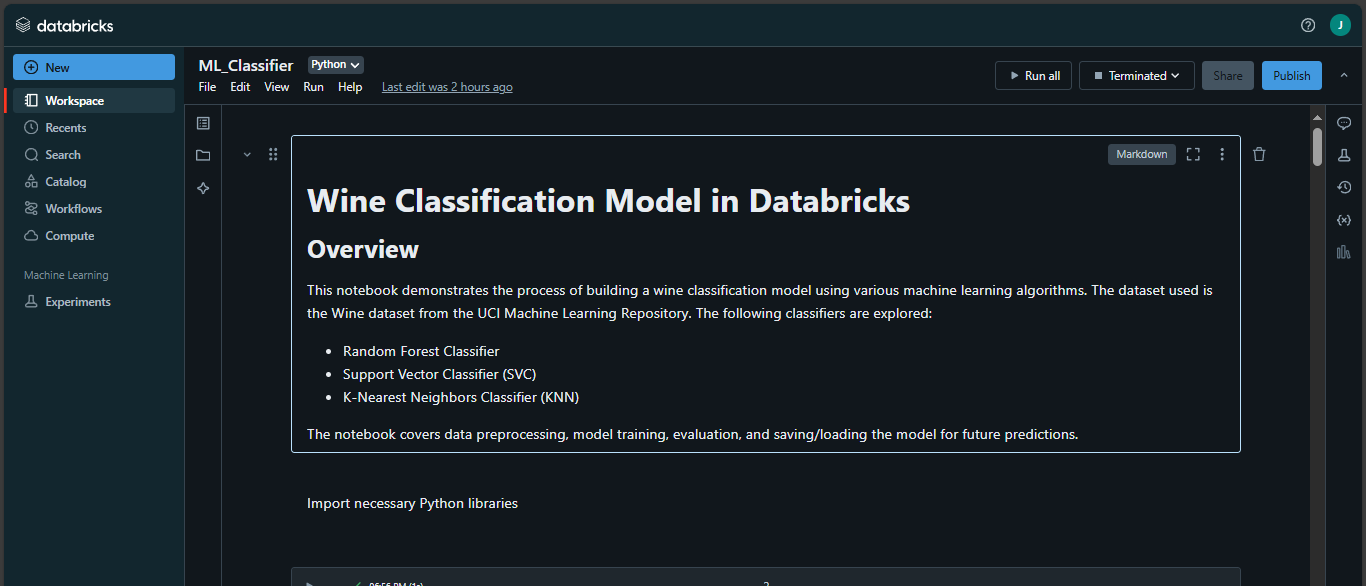 databricks
J
New
Workspace
Recents
Search
Catalog
Workflows
Compute
Machine Learning
Experiments
ML_Classifier Python
File Edit View Run Help Last edit was 2 hours ago
Run all Terminated Share Publish
Markdown
Wine Classification Model in Databricks
Overview
This notebook demonstrates the process of building a wine classification model using various machine learning algorithms. The dataset used is
the Wine dataset from the UCI Machine Learning Repository. The following classifiers are explored:
• Random Forest Classifier
• Support Vector Classifier (SVC)
• K-Nearest Neighbors Classifier (KNN)
The notebook covers data preprocessing, model training, evaluation, and saving/loading the model for future predictions.
Import necessary Python libraries